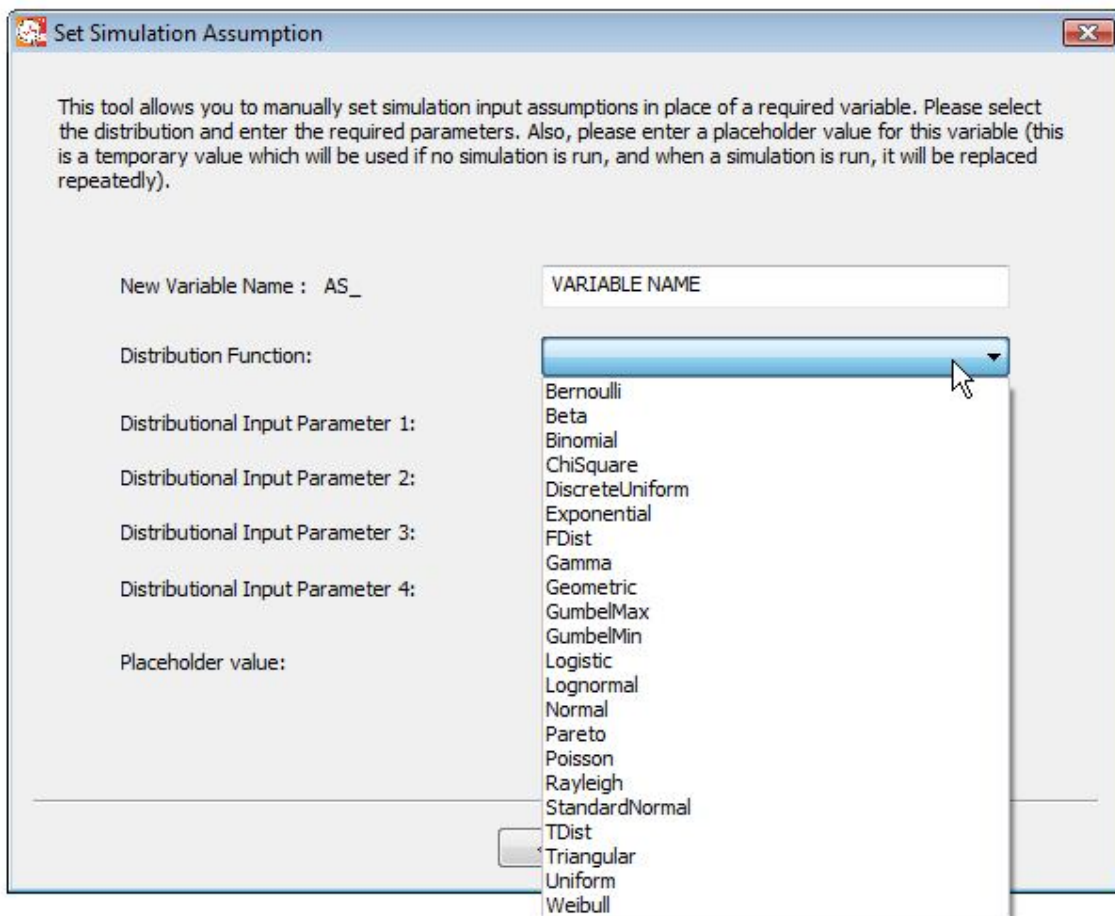 Set Simulation Assumption
This tool allows you to manually set simulation input assumptions in place of a required variable. Please select
the distribution and enter the required parameters. Also, please enter a placeholder value for this variable (this
is a temporary value which will be used if no simulation is run, and when a simulation is run, it will be replaced
repeatedly).
New Variable Name : AS_ VARIABLE NAME
Distribution Function:
Bernoulli
Beta
Distributional Input Parameter 1:
Binomial
ChiSquare
Distributional Input Parameter 2:
DiscreteUniform
Exponential
Distributional Input Parameter 3:
FDist
Gamma
Distributional Input Parameter 4:
Geometric
GumbelMax
GumbelMin
Placeholder value:
Logistic
Lognormal
Normal
Pareto
Poisson
Rayleigh
StandardNormal
TDist
Triangular
Uniform
Weibull